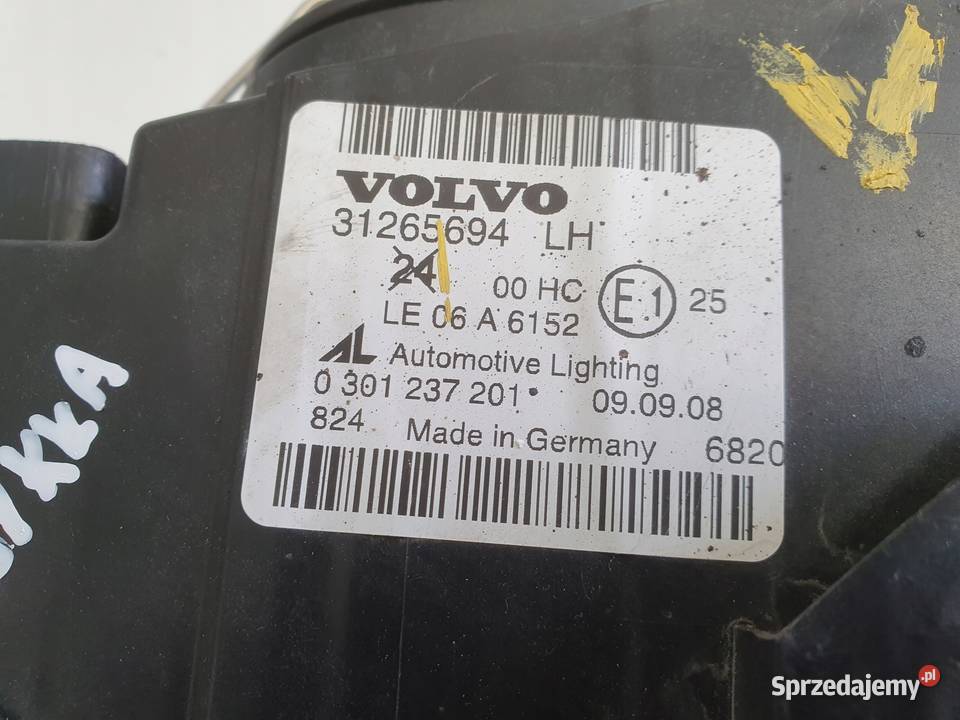 VOLVO
31265694 LH
24 00 HC E1 25
LE 06 A 6152
AL Automotive Lighting
0 301 237 201 09.09.08
824 Made in Germany 6820
Sprzedajemy.pl